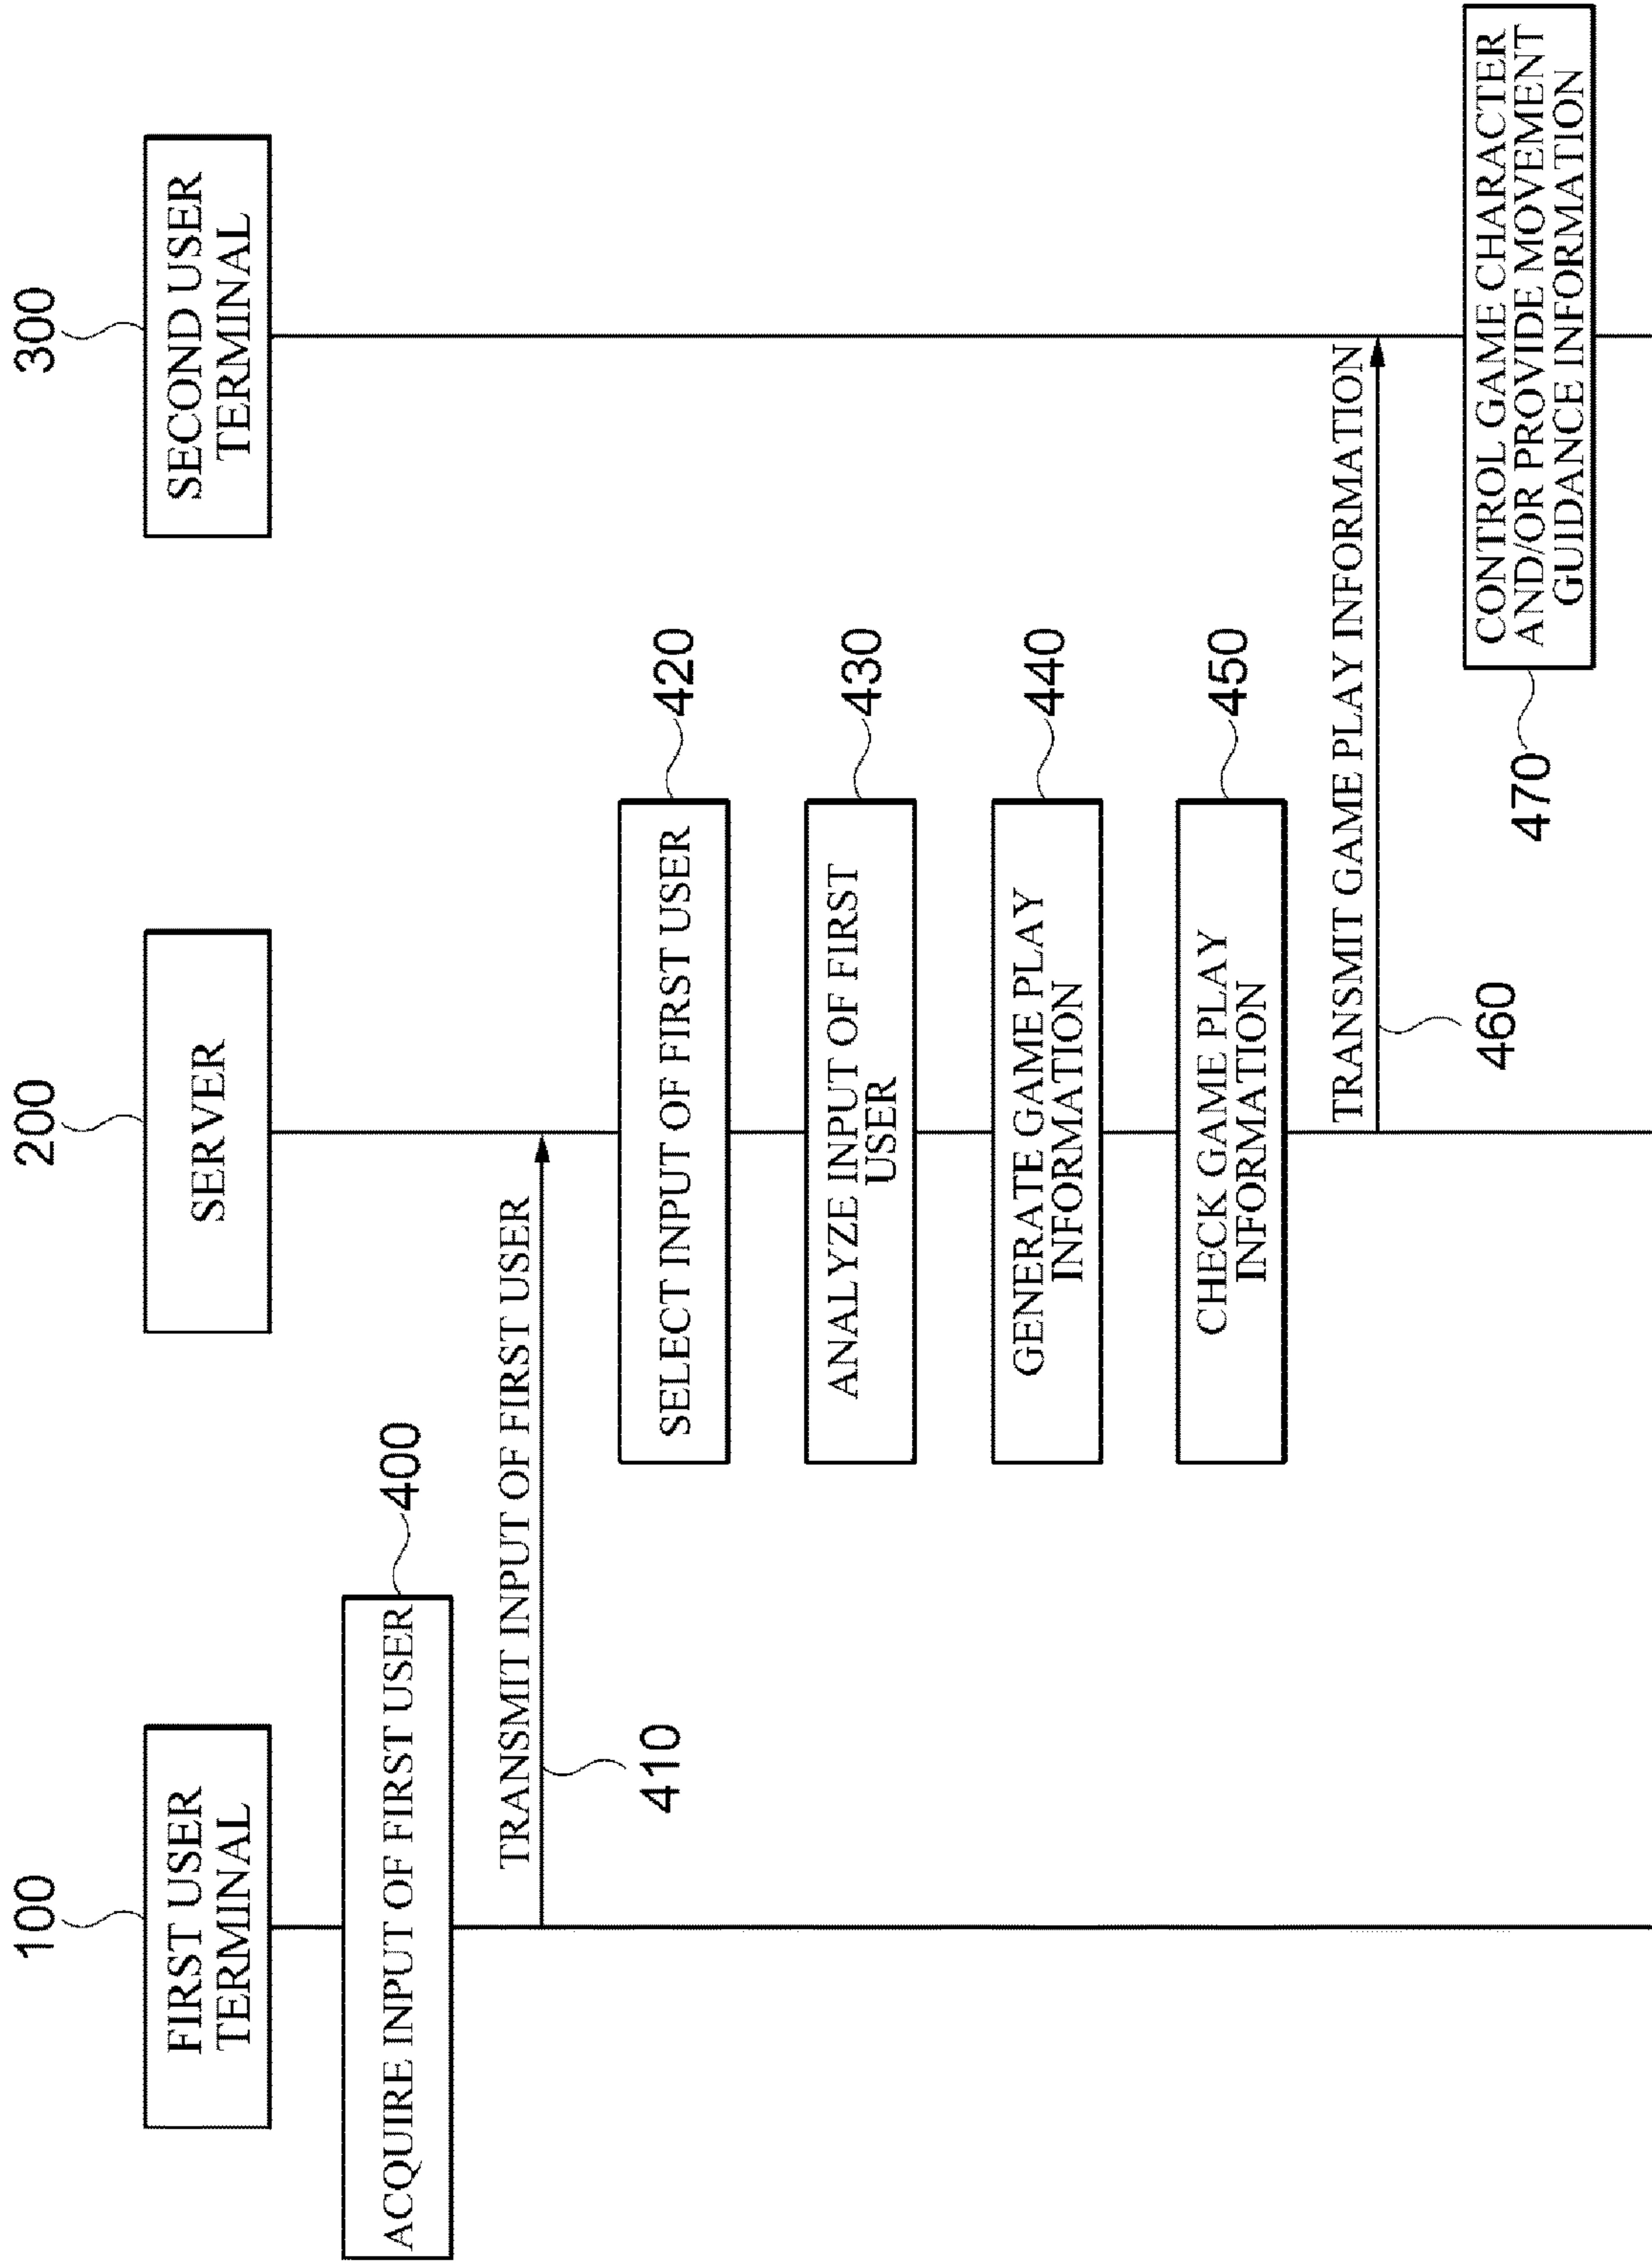 100
FIRST USER
TERMINAL
200
SERVER
300
SECOND USER
TERMINAL
ACQUIRE INPUT OF FIRST USER
400
TRANSMIT INPUT OF FIRST USER
410
SELECT INPUT OF FIRST USER
420
ANALYZE INPUT OF FIRST
USER
430
GENERATE GAME PLAY
INFORMATION
440
CHECK GAME PLAY
INFORMATION
450
TRANSMIT GAME PLAY INFORMATION
460
CONTROL GAME CHARACTER
AND/OR PROVIDE MOVEMENT
GUIDANCE INFORMATION
470